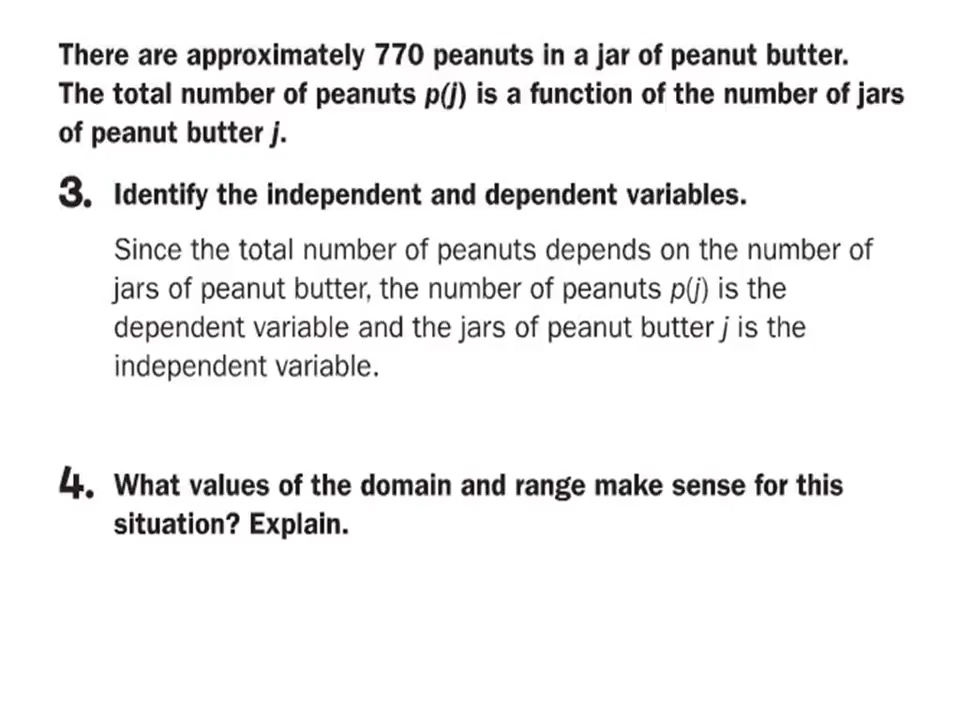 There are approximately 770 peanuts in a jar of peanut butter.
The total number of peanuts p(j) is a function of the number of jars
of peanut butter j.
3. Identify the independent and dependent variables.
Since the total number of peanuts depends on the number of
jars of peanut butter, the number of peanuts p(j) is the
dependent variable and the jars of peanut butter j is the
independent variable.
4. What values of the domain and range make sense for this
situation? Explain.